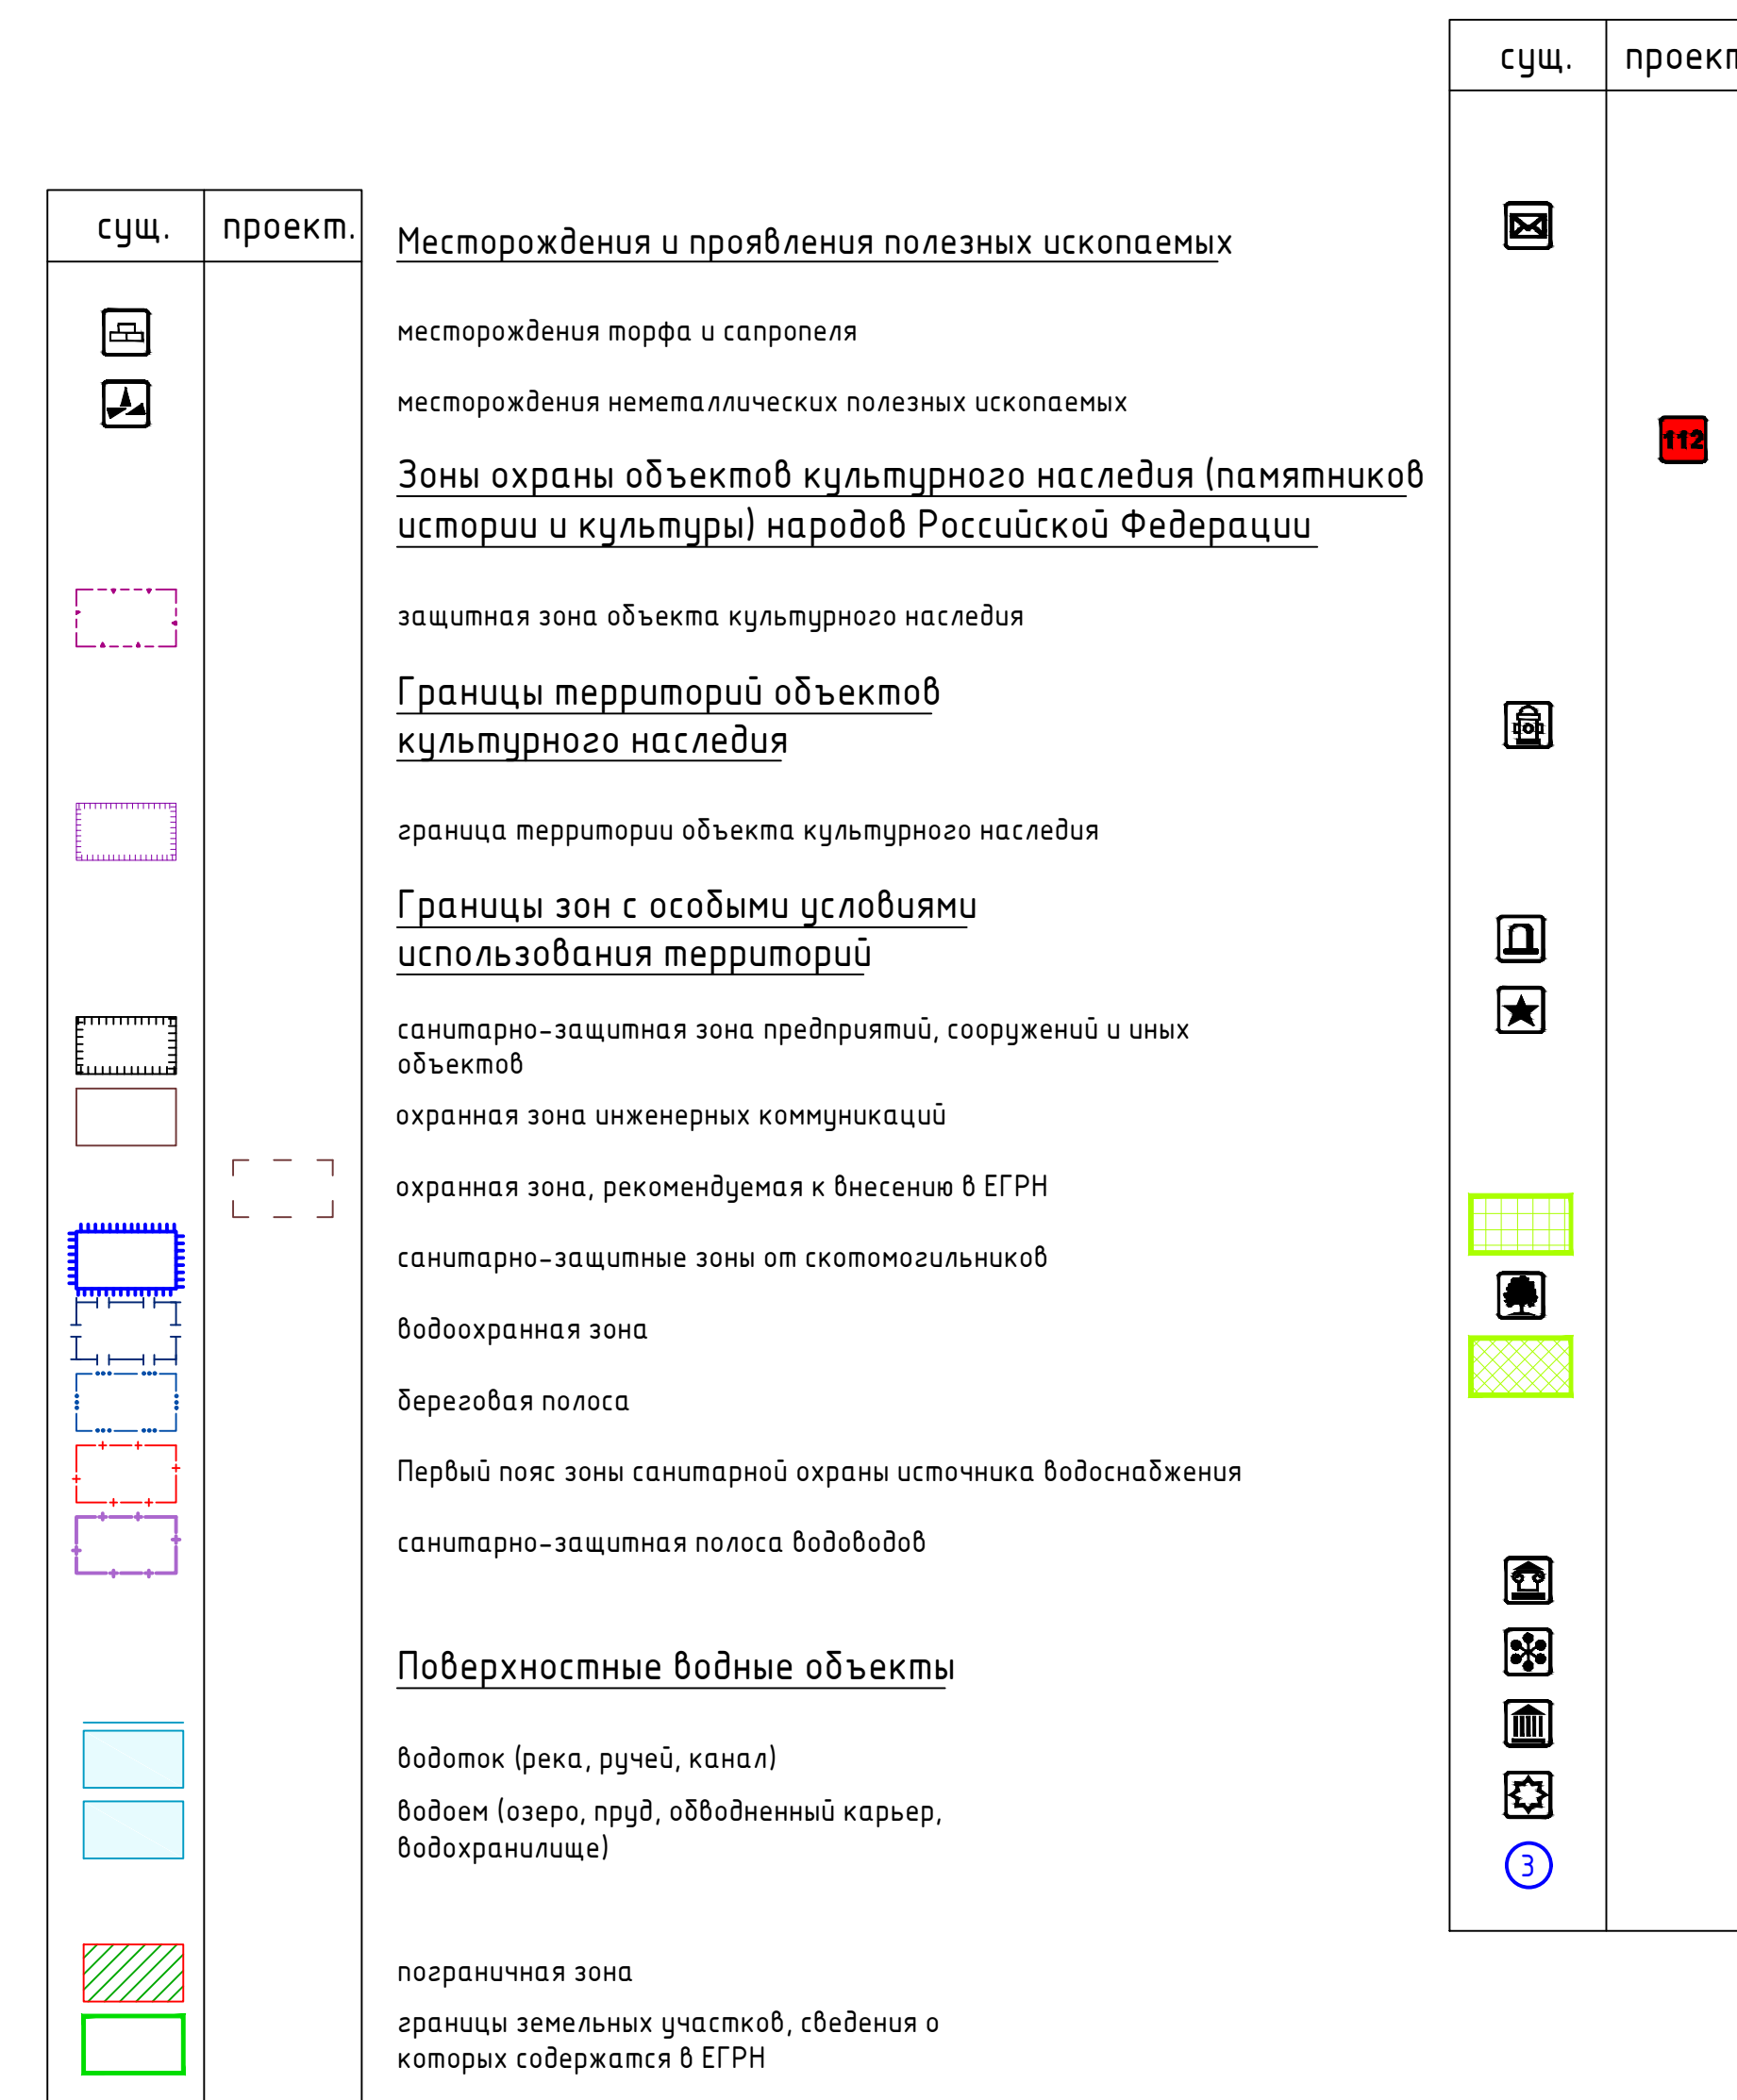 сущ. проект.
Месторождения и проявления полезных ископаемых
месторождения торфа и сапропеля
месторождения неметаллических полезных ископаемых
Зоны охраны объектов культурного наследия (памятников
истории и культуры) народов Российской Федерации
защитная зона объекта культурного наследия
Границы территорий объектов
культурного наследия
граница территории объекта культурного наследия
Границы зон с особыми условиями
использования территорий
санитарно-защитная зона предприятий, сооружений и иных
объектов
охранная зона инженерных коммуникаций
охранная зона, рекомендуемая к внесению в ЕГРН
санитарно-защитные зоны от скотомогильников
водоохранная зона
береговая полоса
Первый пояс зоны санитарной охраны источника водоснабжения
санитарно-защитная полоса водоводов
Поверхностные водные объекты
водоток (река, ручей, канал)
водоем (озеро, пруд, обводненный карьер,
водохранилище)
пограничная зона
границы земельных участков, сведения о
которых содержатся в ЕГРН
сущ. проект
112
3